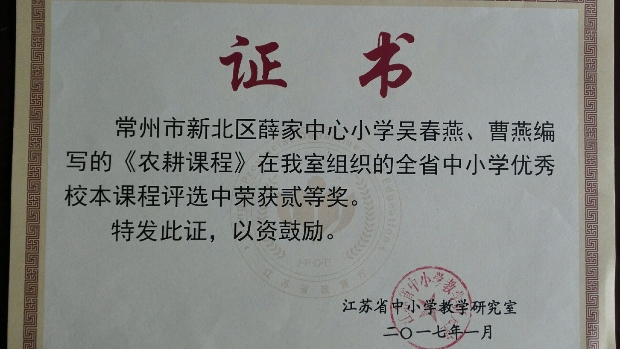 证书
常州市新北区薛家中心小学吴春燕、曹燕编
写的《农耕课程》在我室组织的全省中小学优秀
校本课程评选中荣获贰等奖。
特发此证，以资鼓励。
江苏省中小学教学研究室
二〇一七年一月